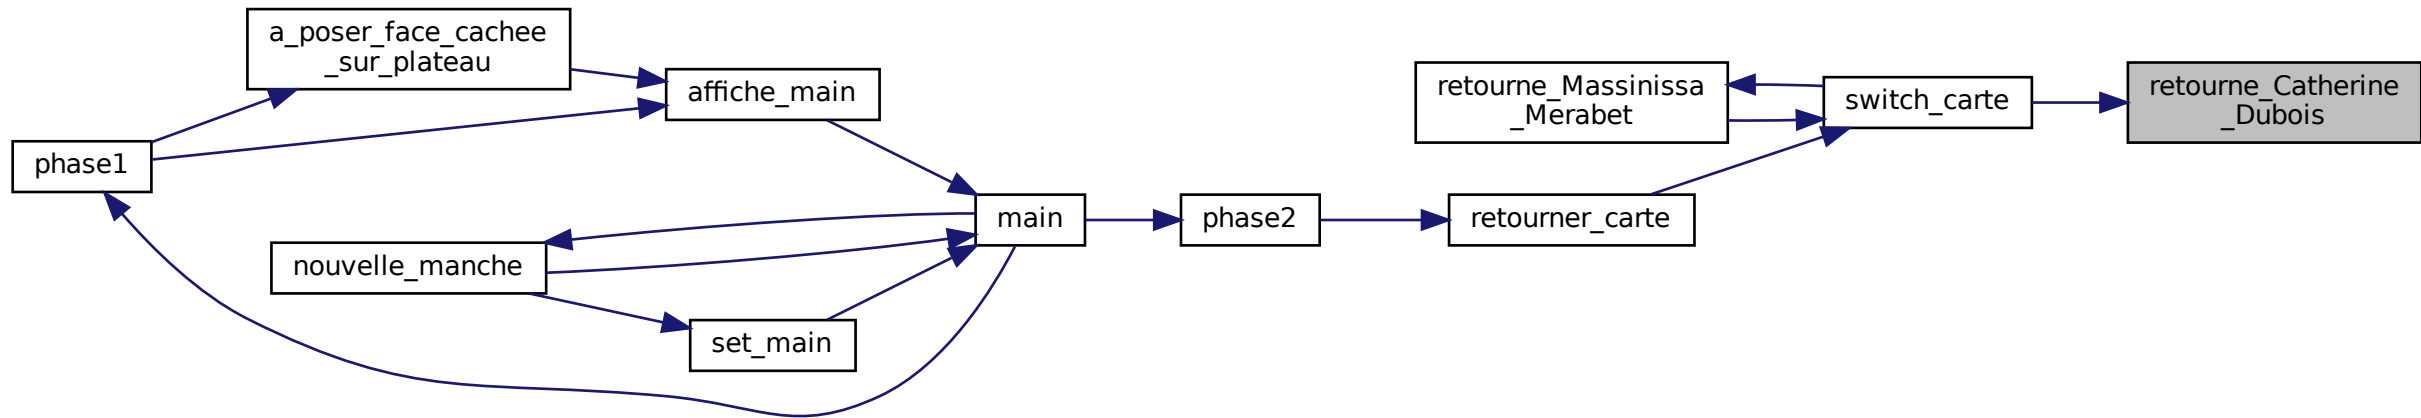 a_poser_face_cachee
_sur_plateau
affiche_main
phase1
nouvelle_manche
set_main
main
phase2
retourne_Massinissa
_Merabet
retourner_carte
switch_carte
retourne_Catherine
_Dubois